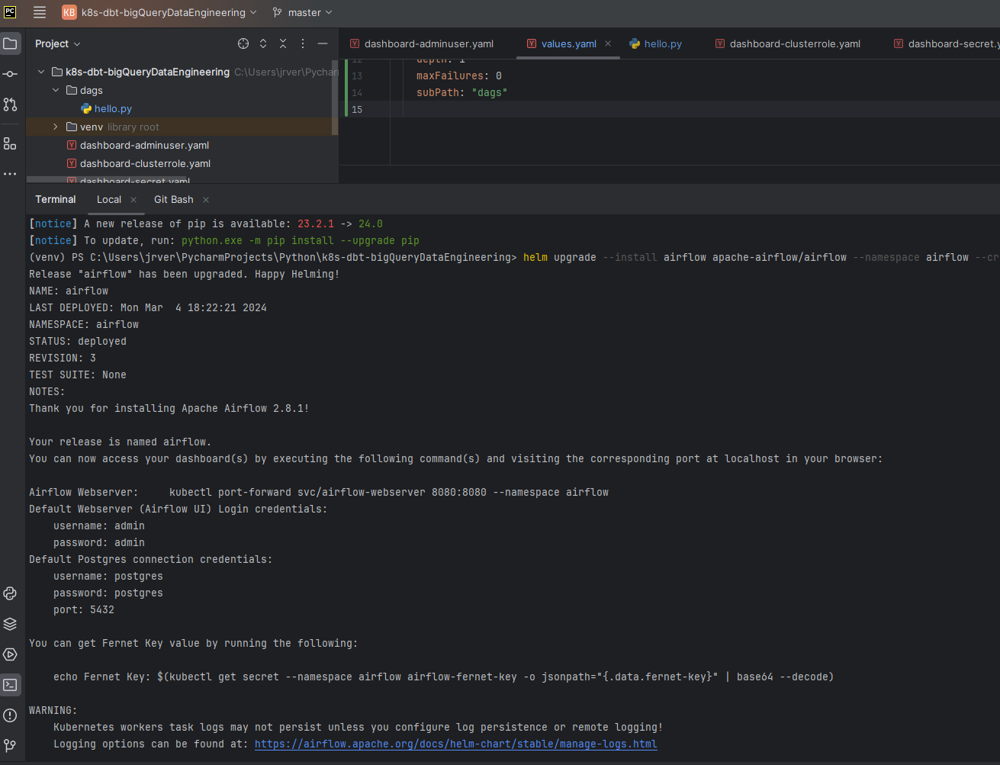 PC
KB k8s-dbt-bigQueryDataEngineering master
Project
dashboard-adminuser.yaml values.yaml hello.py dashboard-clusterrole.yaml dashboard-secret.y
k8s-dbt-bigQueryDataEngineering C:\Users\jrver\Pycharm
dags
hello.py
venv library root
dashboard-adminuser.yaml
dashboard-clusterrole.yaml
dashboard-secret.yaml
12 depth: 1
13 maxFailures: 0
14 subPath: "dags"
15
Terminal Local Git Bash
[notice] A new release of pip is available: 23.2.1 -> 24.0
[notice] To update, run: python.exe -m pip install --upgrade pip
(venv) PS C:\Users\jrver\PycharmProjects\Python\k8s-dbt-bigQueryDataEngineering> helm upgrade --install airflow apache-airflow/airflow --namespace airflow --cr
Release "airflow" has been upgraded. Happy Helming!
NAME: airflow
LAST DEPLOYED: Mon Mar  4 18:22:21 2024
NAMESPACE: airflow
STATUS: deployed
REVISION: 3
TEST SUITE: None
NOTES:
Thank you for installing Apache Airflow 2.8.1!
Your release is named airflow.
You can now access your dashboard(s) by executing the following command(s) and visiting the corresponding port at localhost in your browser:
Airflow Webserver:     kubectl port-forward svc/airflow-webserver 8080:8080 --namespace airflow
Default Webserver (Airflow UI) Login credentials:
username: admin
password: admin
Default Postgres connection credentials:
username: postgres
password: postgres
port: 5432
You can get Fernet Key value by running the following:
echo Fernet Key: $(kubectl get secret --namespace airflow airflow-fernet-key -o jsonpath="{.data.fernet-key}" | base64 --decode)
WARNING:
Kubernetes workers task logs may not persist unless you configure log persistence or remote logging!
Logging options can be found at: https://airflow.apache.org/docs/helm-chart/stable/manage-logs.html